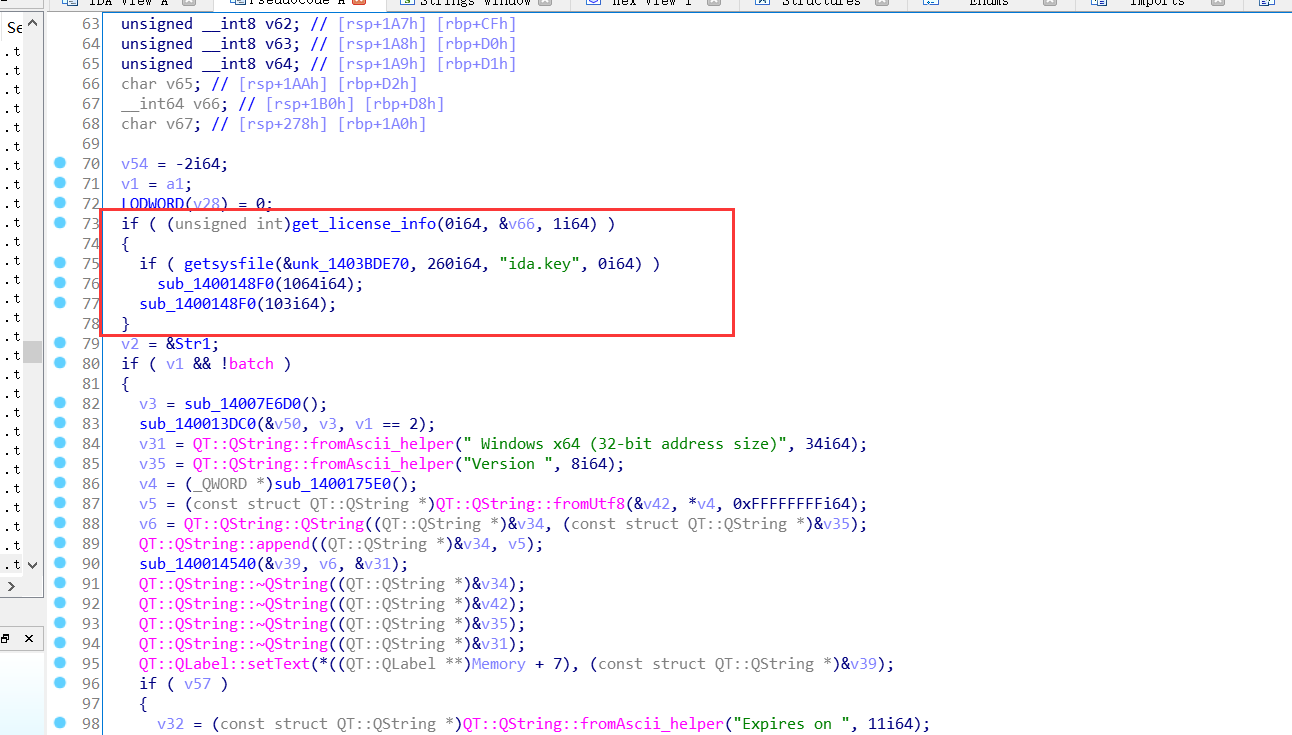 IDA View A Pseudocode A Strings window Hex View 1 Structures Enums Imports
Se
63 unsigned __int8 v62; // [rsp+1A7h] [rbp+CFh]
64 unsigned __int8 v63; // [rsp+1A8h] [rbp+D0h]
65 unsigned __int8 v64; // [rsp+1A9h] [rbp+D1h]
66 char v65; // [rsp+1AAh] [rbp+D2h]
67 __int64 v66; // [rsp+1B0h] [rbp+D8h]
68 char v67; // [rsp+278h] [rbp+1A0h]
69
70 v54 = -2i64;
71 v1 = a1;
72 LODWORD(v28) = 0;
73 if ( (unsigned int)get_license_info(0i64, &v66, 1i64) )
74 {
75 if ( getsysfile(&unk_1403BDE70, 260i64, "ida.key", 0i64) )
76 sub_1400148F0(1064i64);
77 sub_1400148F0(103i64);
78 }
79 v2 = &Str1;
80 if ( v1 && !batch )
81 {
82 v3 = sub_14007E6D0();
83 sub_140013DC0(&v50, v3, v1 == 2);
84 v31 = QT::QString::fromAscii_helper(" Windows x64 (32-bit address size)", 34i64);
85 v35 = QT::QString::fromAscii_helper("Version ", 8i64);
86 v4 = (_QWORD *)sub_1400175E0();
87 v5 = (const struct QT::QString *)QT::QString::fromUtf8(&v42, *v4, 0xFFFFFFFFi64);
88 v6 = QT::QString::QString((QT::QString *)&v34, (const struct QT::QString *)&v35);
89 QT::QString::append((QT::QString *)&v34, v5);
90 sub_140014540(&v39, v6, &v31);
91 QT::QString::~QString((QT::QString *)&v34);
92 QT::QString::~QString((QT::QString *)&v42);
93 QT::QString::~QString((QT::QString *)&v35);
94 QT::QString::~QString((QT::QString *)&v31);
95 QT::QLabel::setText(*((QT::QLabel **)Memory + 7), (const struct QT::QString *)&v39);
96 if ( v57 )
97 {
98 v32 = (const struct QT::QString *)QT::QString::fromAscii_helper("Expires on ", 11i64);